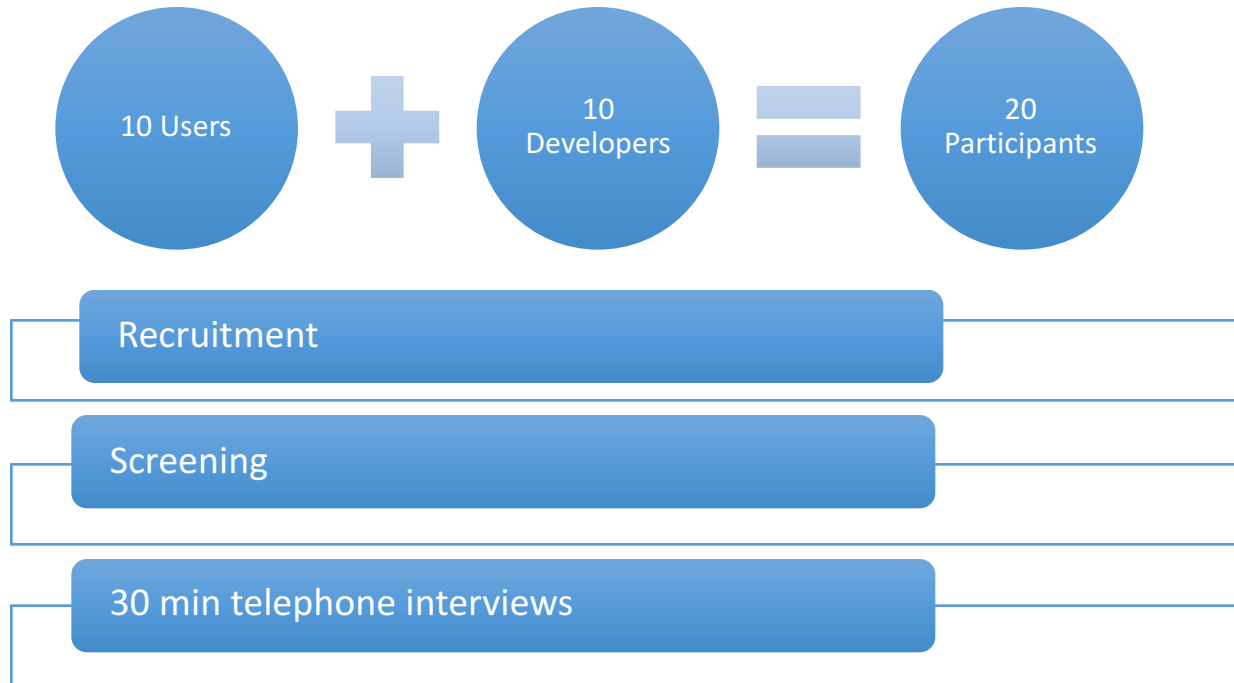 10 Users
10
Developers
20
Participants
Recruitment
Screening
30 min telephone interviews